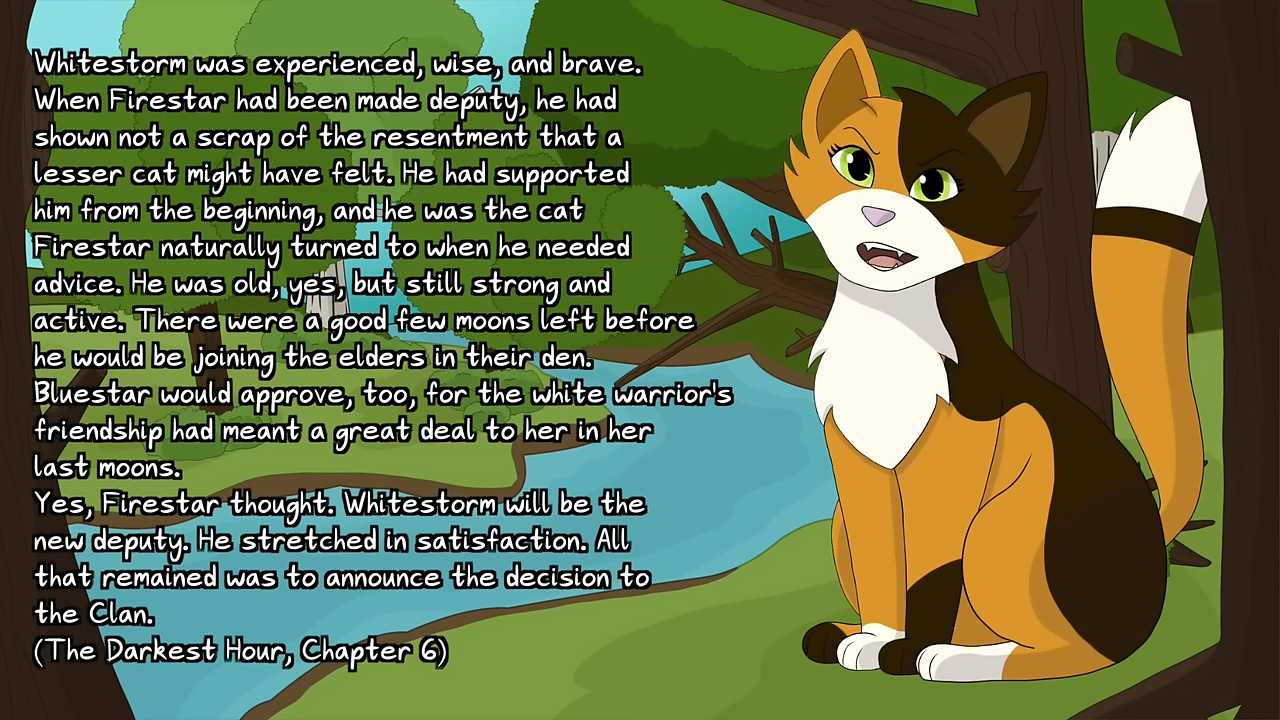 Whitestorm was experienced, wise, and brave.
When Firestar had been made deputy, he had
shown not a scrap of the resentment that a
lesser cat might have felt. He had supported
him from the beginning, and he was the cat
Firestar naturally turned to when he needed
advice. He was old, yes, but still strong and
active. There were a good few moons left before
he would be joining the elders in their den.
Bluestar would approve, too, for the white warrior's
friendship had meant a great deal to her in her
last moons.
Yes, Firestar thought. Whitestorm will be the
new deputy. He stretched in satisfaction. All
that remained was to announce the decision to
the Clan.
(The Darkest Hour, Chapter 6)